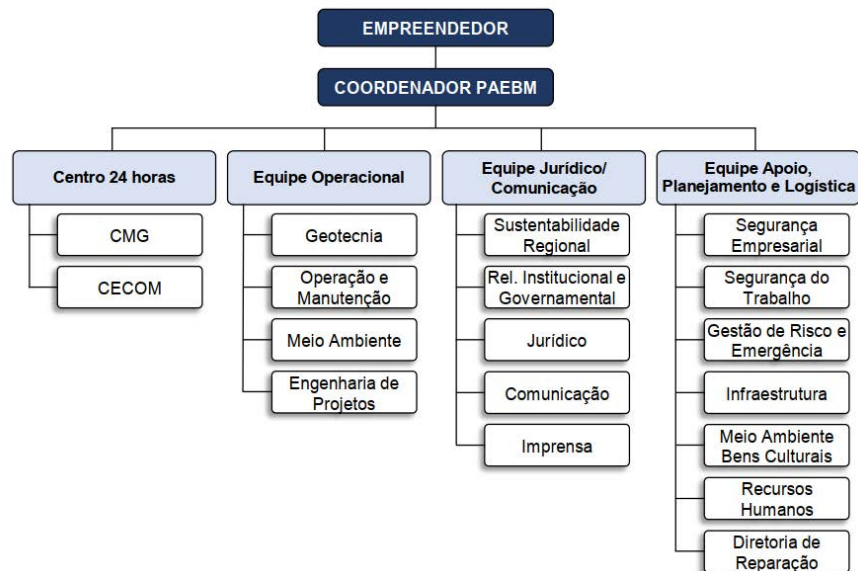 EMPREENDEDOR
COORDENADOR PAEBM
Centro 24 horas
CMG
CECOM
Equipe Operacional
Geotecnia
Operação e
Manutenção
Meio Ambiente
Engenharia de
Projetos
Equipe Jurídico/
Comunicação
Sustentabilidade
Regional
Rel. Institucional e
Governamental
Jurídico
Comunicação
Imprensa
Equipe Apoio,
Planejamento e Logística
Segurança
Empresarial
Segurança do
Trabalho
Gestão de Risco e
Emergência
Infraestrutura
Meio Ambiente
Bens Culturais
Recursos
Humanos
Diretoria de
Reparação